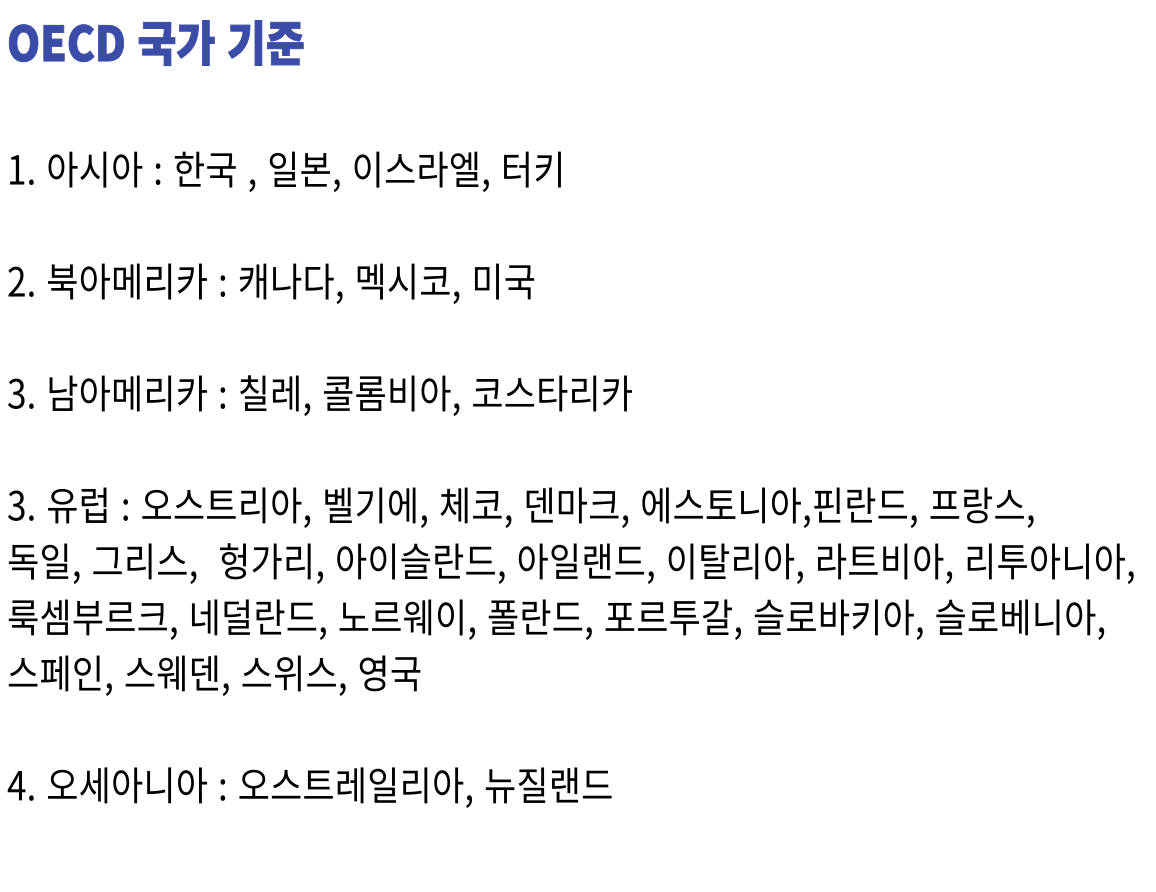 OECD 국가 기준
1. 아시아 : 한국 , 일본, 이스라엘, 터키
2. 북아메리카 : 캐나다, 멕시코, 미국
3. 남아메리카 : 칠레, 콜롬비아, 코스타리카
3. 유럽 : 오스트리아, 벨기에, 체코, 덴마크, 에스토니아,핀란드, 프랑스,
독일, 그리스,  헝가리, 아이슬란드, 아일랜드, 이탈리아, 라트비아, 리투아니아,
룩셈부르크, 네덜란드, 노르웨이, 폴란드, 포르투갈, 슬로바키아, 슬로베니아,
스페인, 스웨덴, 스위스, 영국
4. 오세아니아 : 오스트레일리아, 뉴질랜드